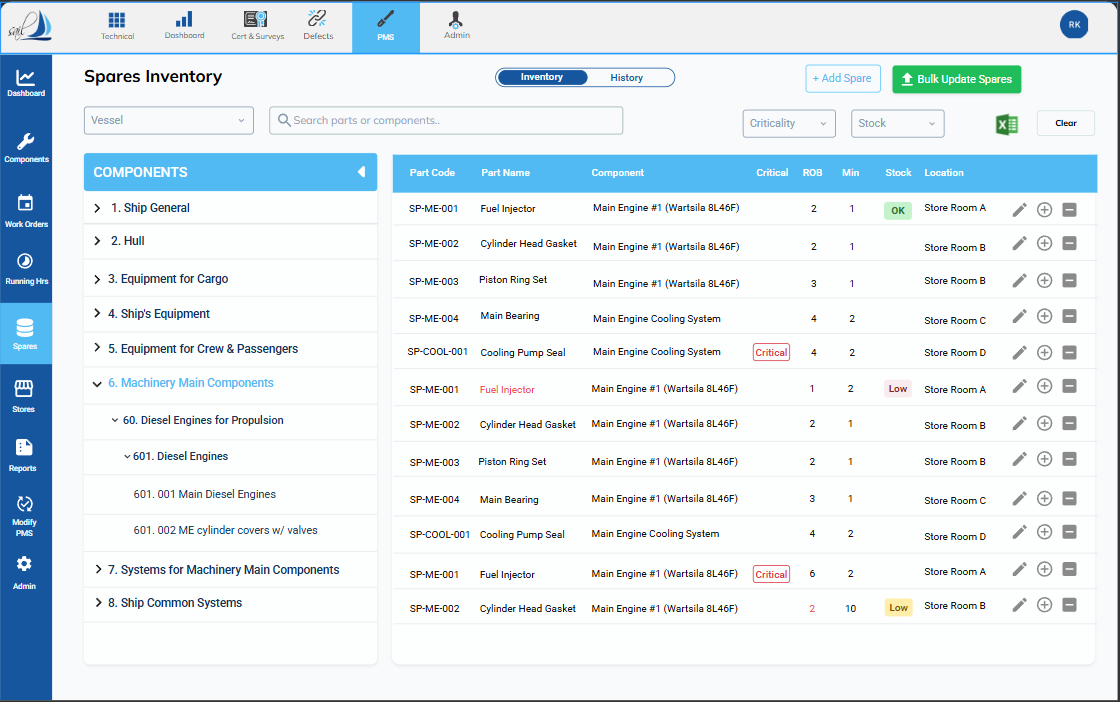 sail
Technical
Dashboard
Cert & Surveys
Defects
PMS
Admin
RK
Dashboard
Components
Work Orders
Running Hrs
Spares
Stores
Reports
Modify
PMS
Admin
Spares Inventory
Inventory History
+ Add Spare
Bulk Update Spares
Vessel
Search parts or components..
Criticality
Stock
Clear
COMPONENTS
1. Ship General
2. Hull
3. Equipment for Cargo
4. Ship's Equipment
5. Equipment for Crew & Passengers
6. Machinery Main Components
60. Diesel Engines for Propulsion
601. Diesel Engines
601. 001 Main Diesel Engines
601. 002 ME cylinder covers w/ valves
7. Systems for Machinery Main Components
8. Ship Common Systems
Part Code Part Name Component Critical ROB Min Stock Location
SP-ME-001 Fuel Injector Main Engine #1 (Wartsila 8L46F) 2 1 OK Store Room A
SP-ME-002 Cylinder Head Gasket Main Engine #1 (Wartsila 8L46F) 2 1 Store Room B
SP-ME-003 Piston Ring Set Main Engine #1 (Wartsila 8L46F) 3 1 Store Room B
SP-ME-004 Main Bearing Main Engine Cooling System 4 2 Store Room C
SP-COOL-001 Cooling Pump Seal Main Engine Cooling System Critical 4 2 Store Room D
SP-ME-001 Fuel Injector Main Engine #1 (Wartsila 8L46F) 1 2 Low Store Room A
SP-ME-002 Cylinder Head Gasket Main Engine #1 (Wartsila 8L46F) 2 1 Store Room B
SP-ME-003 Piston Ring Set Main Engine #1 (Wartsila 8L46F) 2 1 Store Room B
SP-ME-004 Main Bearing Main Engine #1 (Wartsila 8L46F) 3 1 Store Room C
SP-COOL-001 Cooling Pump Seal Main Engine Cooling System 4 2 Store Room D
SP-ME-001 Fuel Injector Main Engine #1 (Wartsila 8L46F) Critical 6 2 Store Room A
SP-ME-002 Cylinder Head Gasket Main Engine #1 (Wartsila 8L46F) 2 10 Low Store Room B